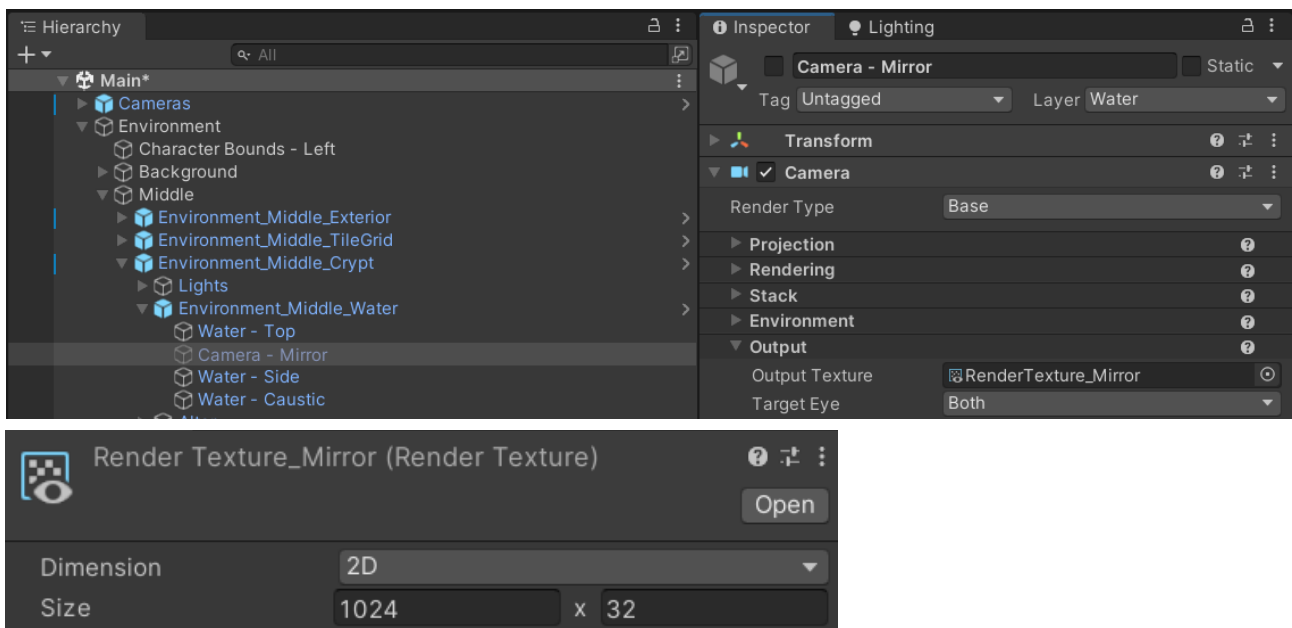 Hierarchy
All
Main*
Cameras
Environment
Character Bounds - Left
Background
Middle
Environment_Middle_Exterior
Environment_Middle_TileGrid
Environment_Middle_Crypt
Lights
Environment_Middle_Water
Water - Top
Camera - Mirror
Water - Side
Water - Caustic
Inspector Lighting
Camera - Mirror Static
Tag Untagged Layer Water
Transform
Camera
Render Type Base
Projection
Rendering
Stack
Environment
Output
Output Texture RenderTexture_Mirror
Target Eye Both
Render Texture_Mirror (Render Texture)
Open
Dimension 2D
Size 1024 x 32